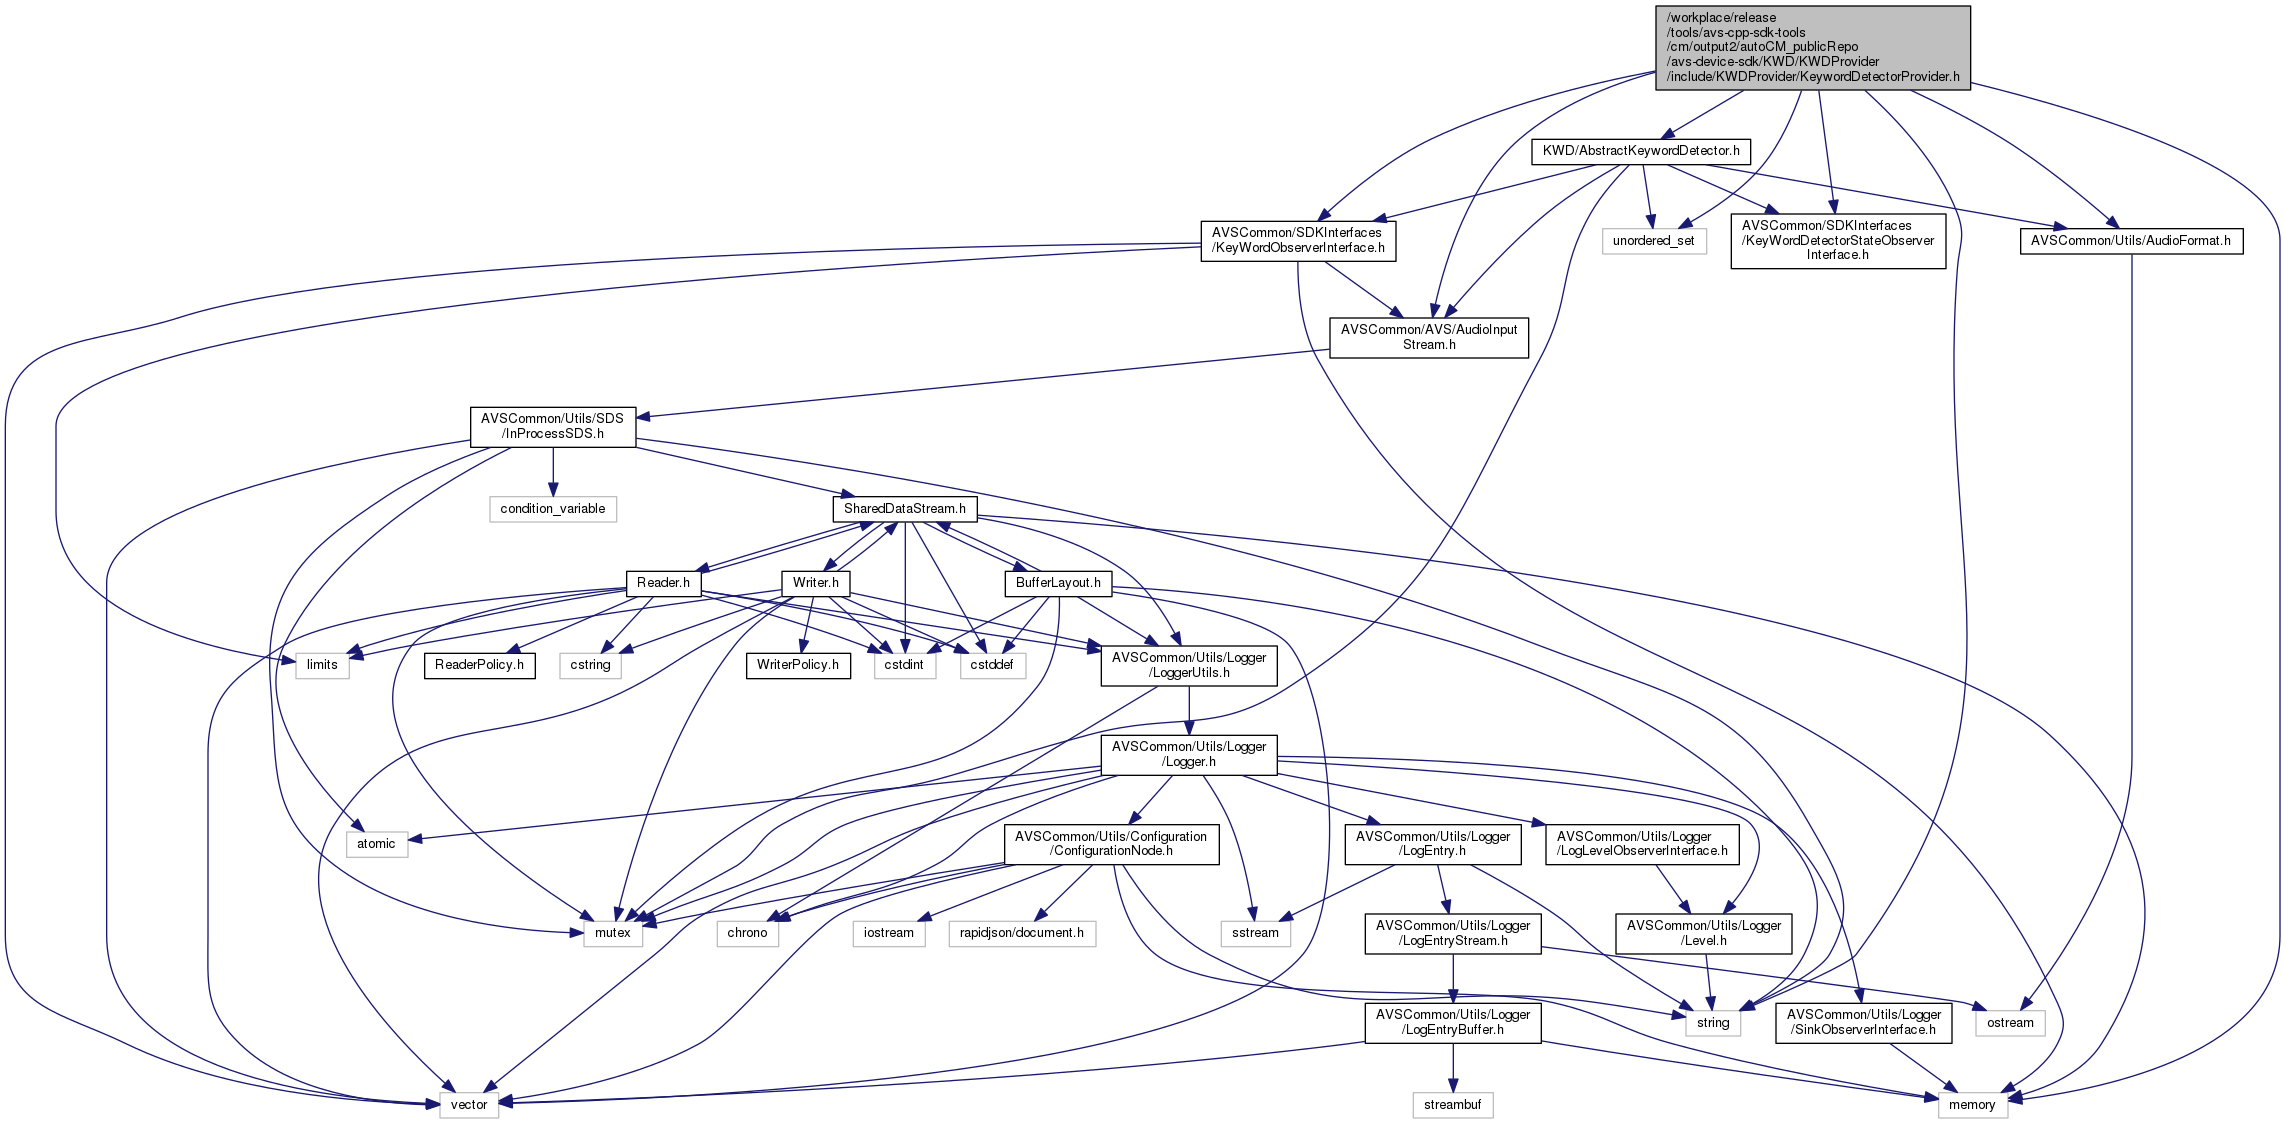 /workplace/release
/tools/avs-cpp-sdk-tools
/cm/output2/autoCM_publicRepo
/avs-device-sdk/KWD/KWDProvider
/include/KWDProvider/KeywordDetectorProvider.h
KWD/AbstractKeywordDetector.h
AVSCommon/SDKInterfaces
/KeyWordObserverInterface.h
unordered_set
AVSCommon/SDKInterfaces
/KeyWordDetectorStateObserver
Interface.h
AVSCommon/Utils/AudioFormat.h
AVSCommon/AVS/AudioInput
Stream.h
AVSCommon/Utils/SDS
/InProcessSDS.h
condition_variable
SharedDataStream.h
Reader.h
Writer.h
BufferLayout.h
limits
ReaderPolicy.h
cstring
WriterPolicy.h
cstdint
cstddef
AVSCommon/Utils/Logger
/LoggerUtils.h
AVSCommon/Utils/Logger
/Logger.h
atomic
AVSCommon/Utils/Configuration
/ConfigurationNode.h
AVSCommon/Utils/Logger
/LogEntry.h
AVSCommon/Utils/Logger
/LogLevelObserverInterface.h
mutex
chrono
iostream
rapidjson/document.h
sstream
AVSCommon/Utils/Logger
/LogEntryStream.h
AVSCommon/Utils/Logger
/Level.h
AVSCommon/Utils/Logger
/LogEntryBuffer.h
string
AVSCommon/Utils/Logger
/SinkObserverInterface.h
ostream
vector
streambuf
memory